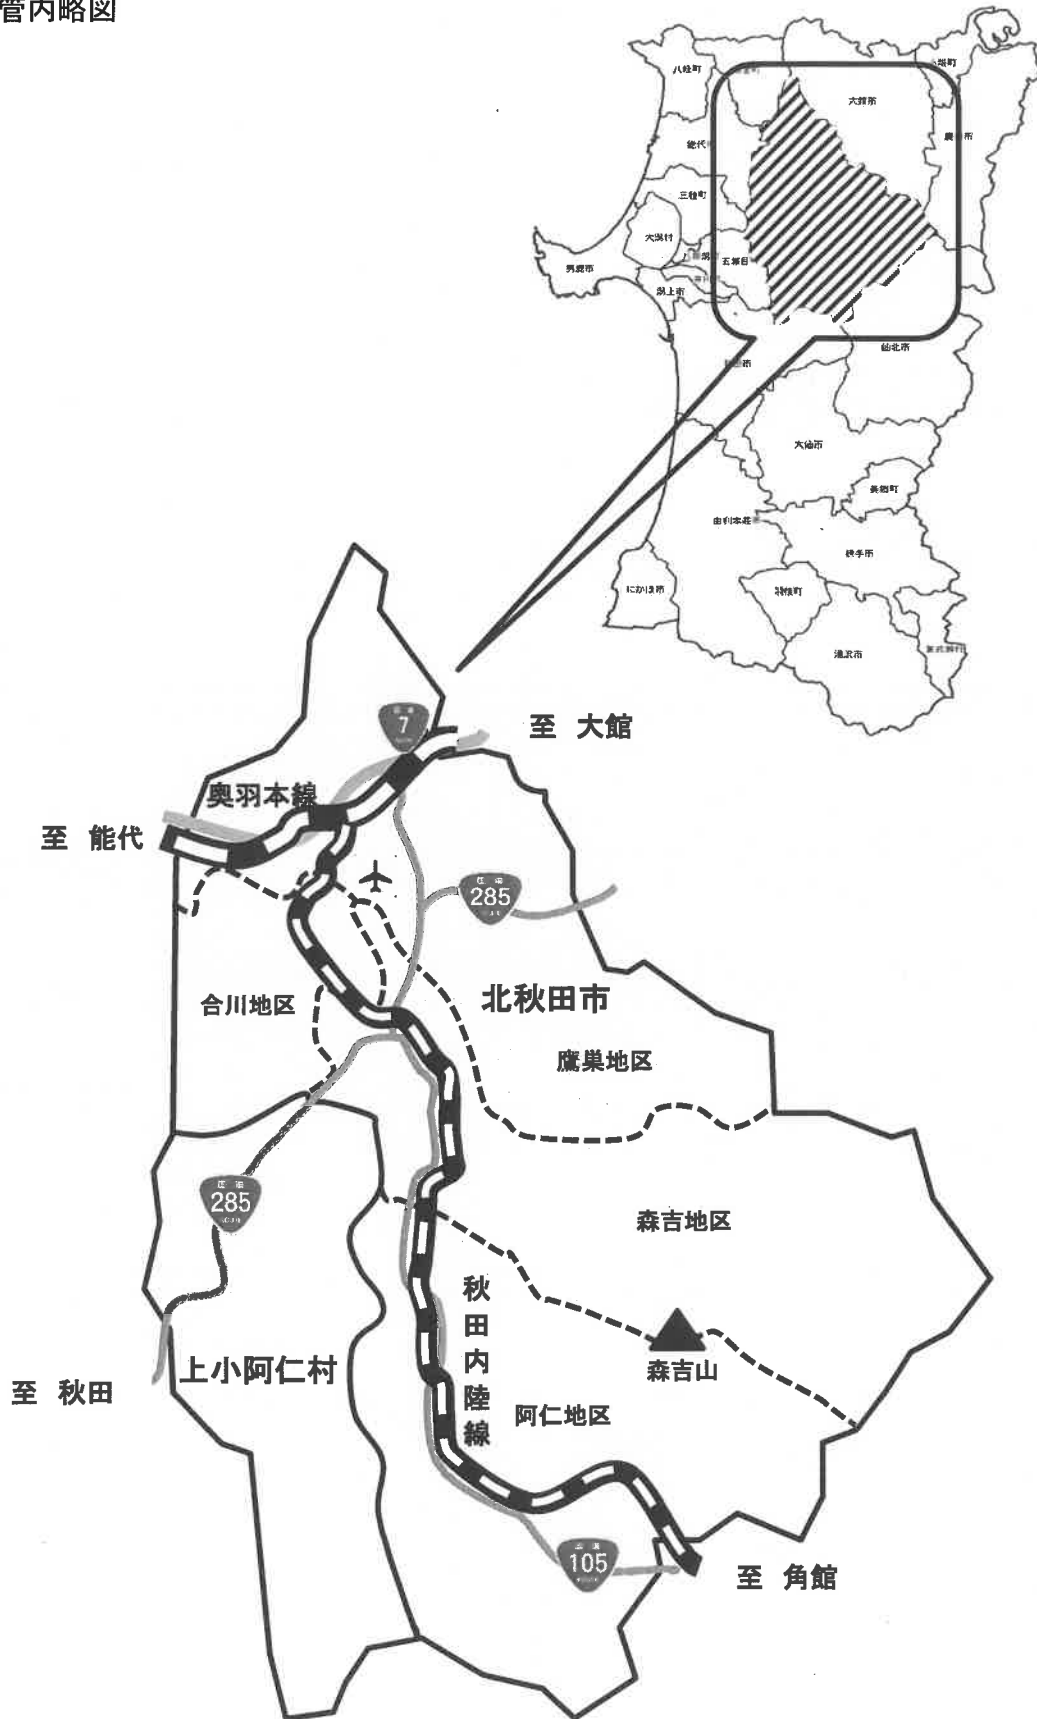 管内略図
八峰町
大館市
能代
三種町
大潟村
五城目
男鹿市
潟上市
仙北市
大仙市
美郷町
由利本荘
横手市
にかほ市
羽後町
湯沢市
東成瀬村
7
至 大館
奥羽本線
至 能代
285
合川地区
北秋田市
鷹巣地区
285
森吉地区
秋田内陸線
森吉山
上小阿仁村
至 秋田
阿仁地区
105
至 角館